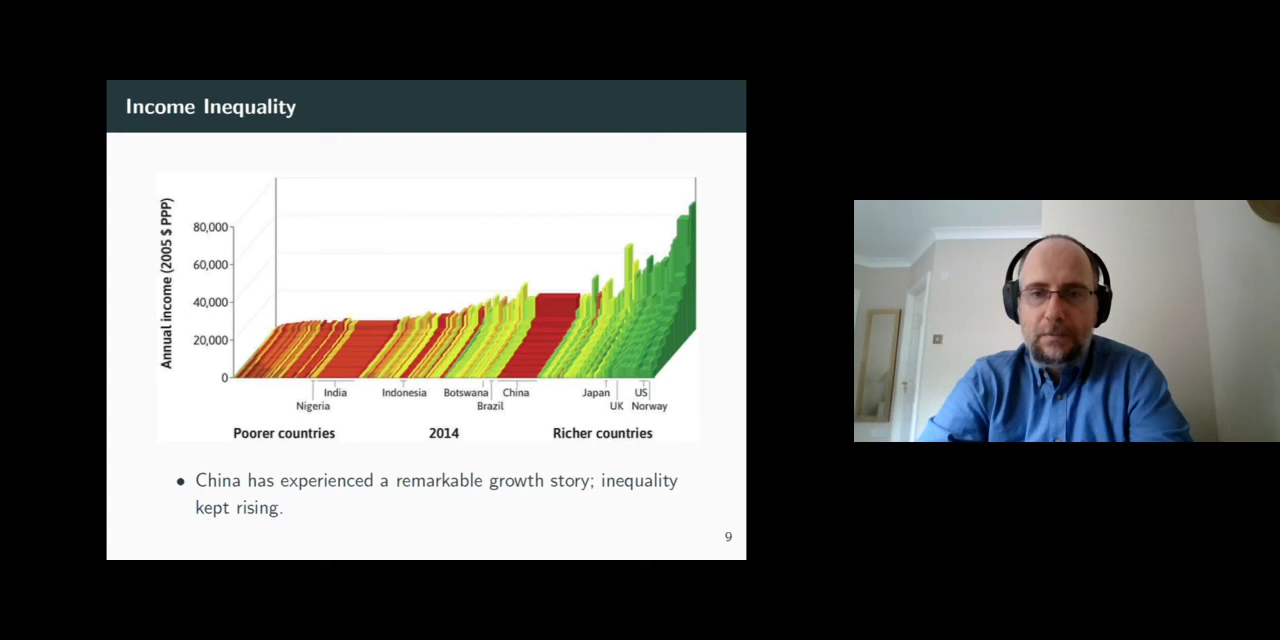 Income Inequality
Annual income (2005 $ PPP)
80,000
60,000
40,000
20,000
0
India Indonesia Botswana China Japan US
Nigeria Brazil UK Norway
Poorer countries 2014 Richer countries
• China has experienced a remarkable growth story; inequality
kept rising.
9